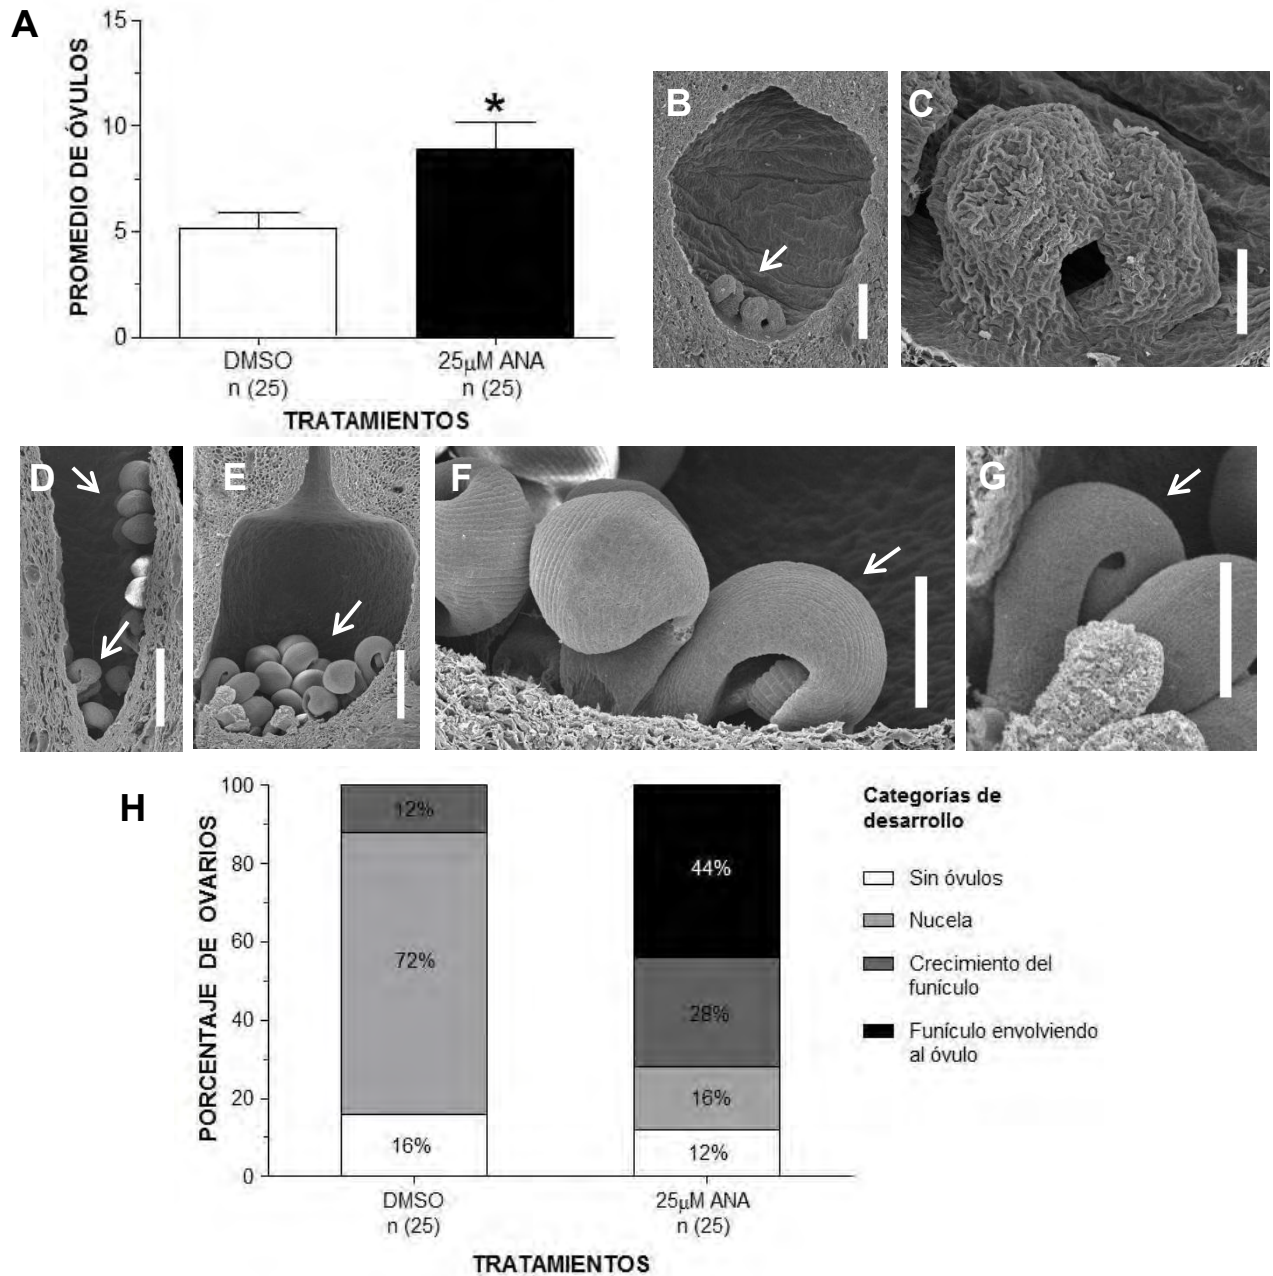 A
PROMEDIO DE ÓVULOS
15
10
5
0
*
DMSO
n (25)
25µM ANA
n (25)
TRATAMIENTOS
B
C
D
E
F
G
H
PORCENTAJE DE OVARIOS
100
80
60
40
20
0
12%
72%
16%
44%
28%
16%
12%
DMSO
n (25)
25µM ANA
n (25)
TRATAMIENTOS
Categorías de
desarrollo
Sin óvulos
Nucela
Crecimiento del
funículo
Funículo envolviendo
al óvulo